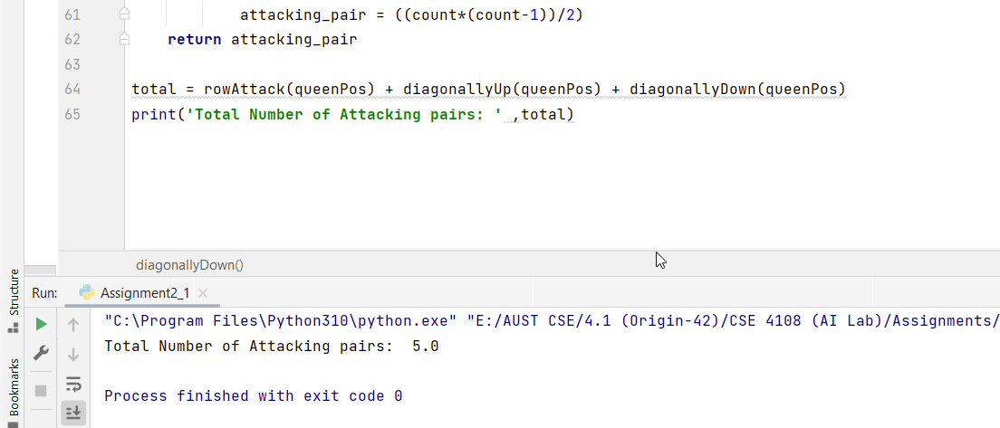 61 attacking_pair = ((count*(count-1))/2)
62 return attacking_pair
63
64 total = rowAttack(queenPos) + diagonallyUp(queenPos) + diagonallyDown(queenPos)
65 print('Total Number of Attacking pairs: ' ,total)
diagonallyDown()
Structure
Run: Assignment2_1
"C:\Program Files\Python310\python.exe" "E:/AUST CSE/4.1 (Origin-42)/CSE 4108 (AI Lab)/Assignments/
Total Number of Attacking pairs:  5.0
Bookmarks
Process finished with exit code 0